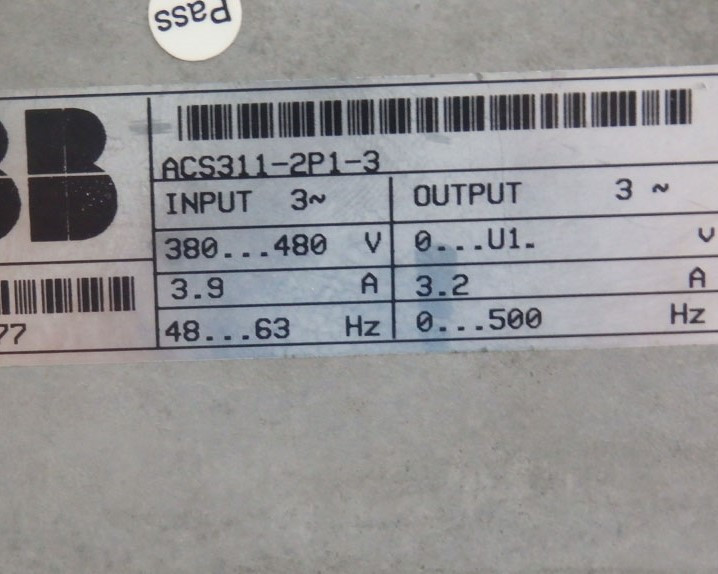 Pass
BB
ACS311-2P1-3
INPUT 3~
OUTPUT 3 ~
380...480 V
0...U1. V
3.9 A
3.2 A
48...63 Hz
0...500 Hz
77